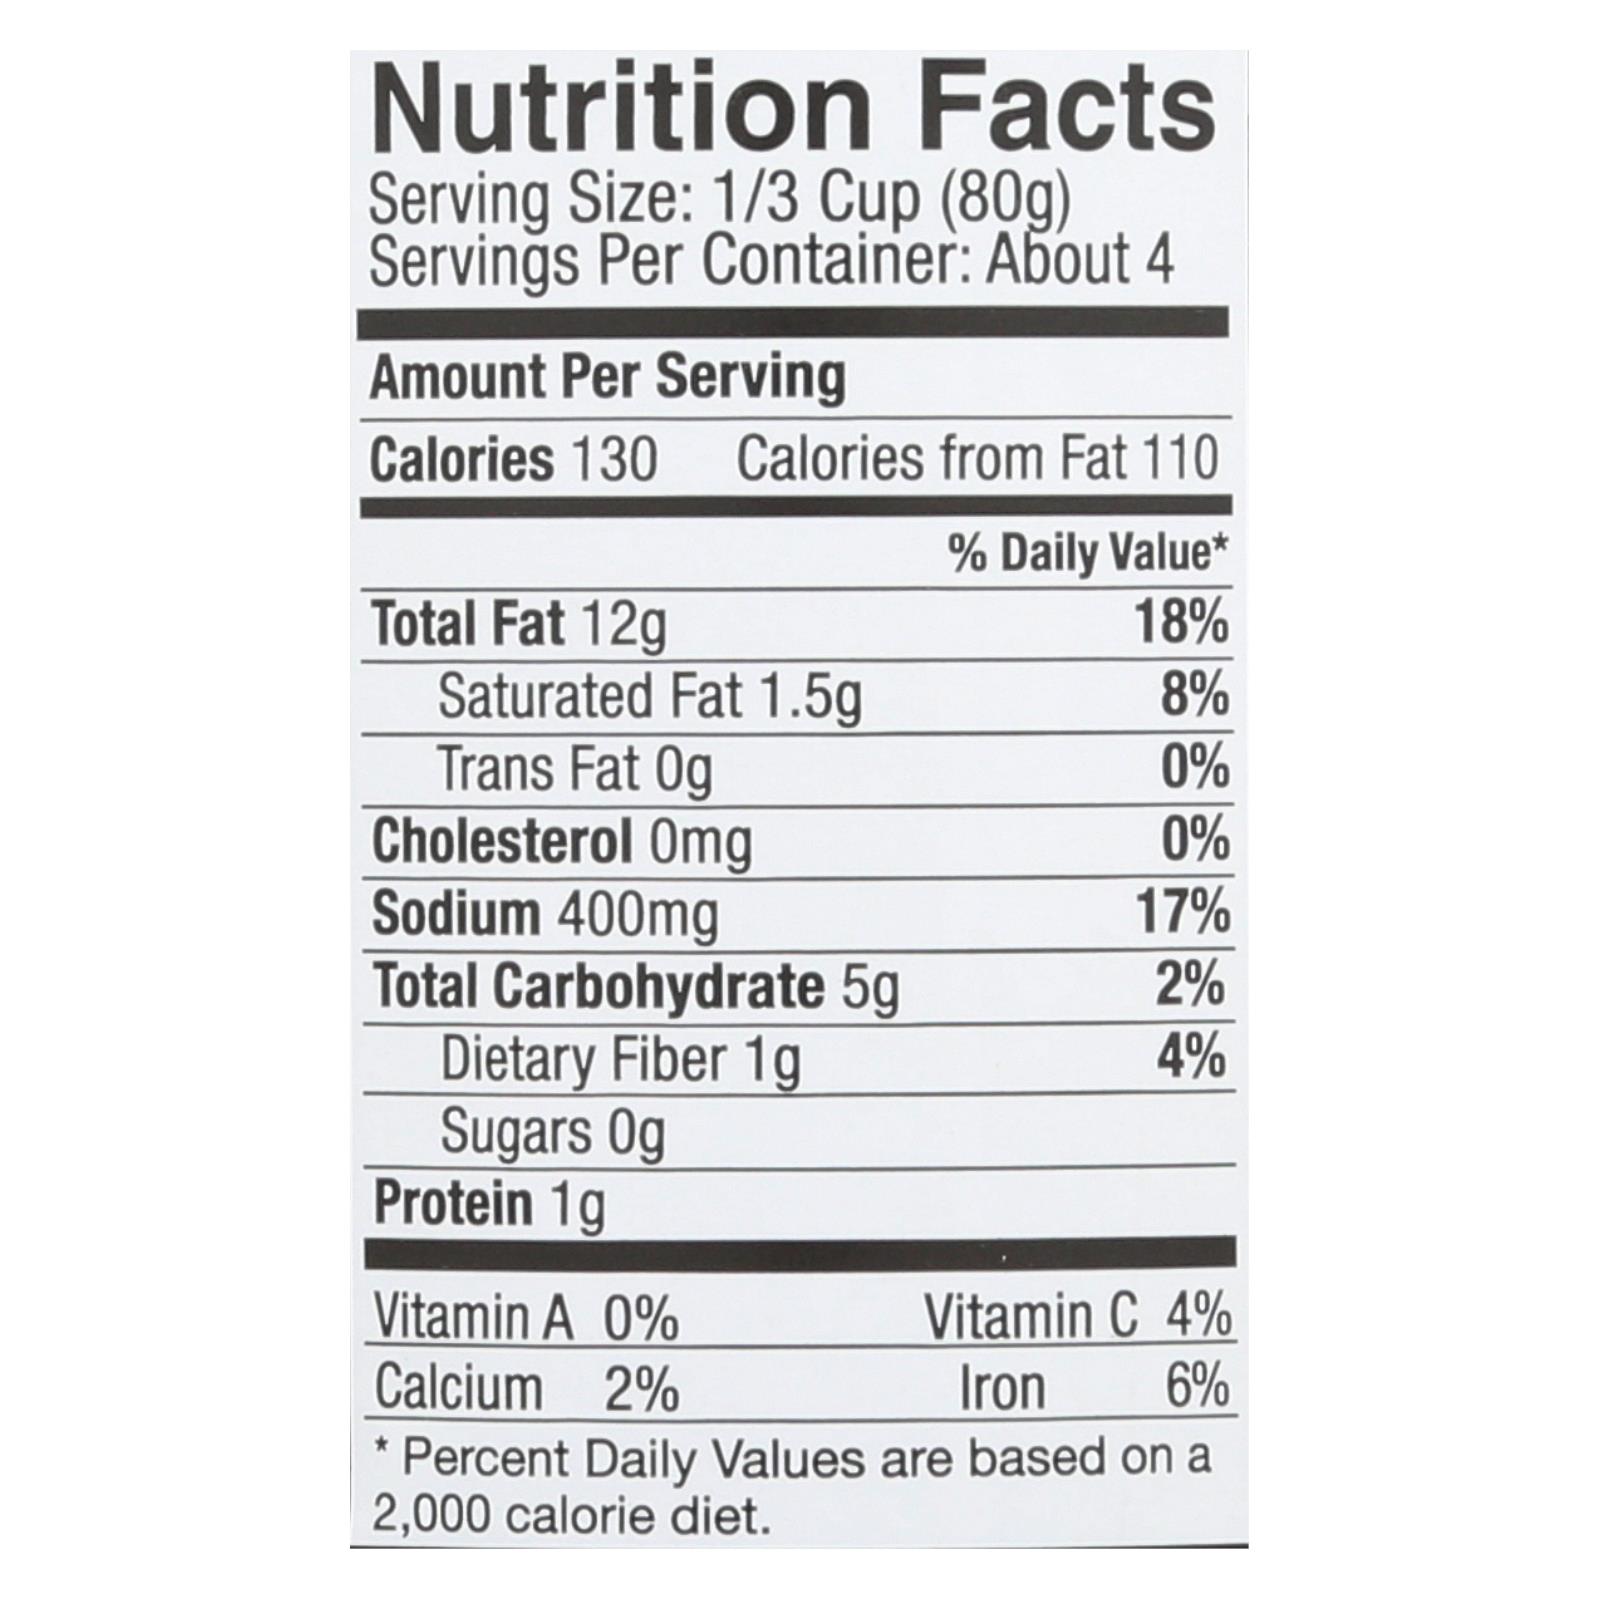 Nutrition Facts
Serving Size: 1/3 Cup (80g)
Servings Per Container: About 4
Amount Per Serving
Calories 130 Calories from Fat 110
% Daily Value*
Total Fat 12g 18%
Saturated Fat 1.5g 8%
Trans Fat 0g 0%
Cholesterol 0mg 0%
Sodium 400mg 17%
Total Carbohydrate 5g 2%
Dietary Fiber 1g 4%
Sugars 0g
Protein 1g
Vitamin A 0% Vitamin C 4%
Calcium 2% Iron 6%
* Percent Daily Values are based on a
2,000 calorie diet.